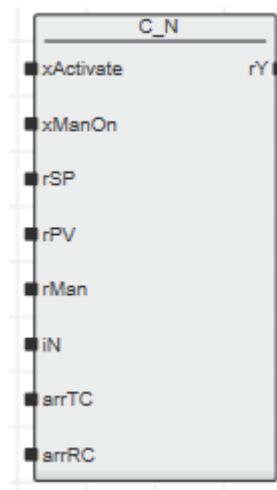 C_N
xActivate rY
xManOn
rSP
rPV
rMan
iN
arrTC
arrRC